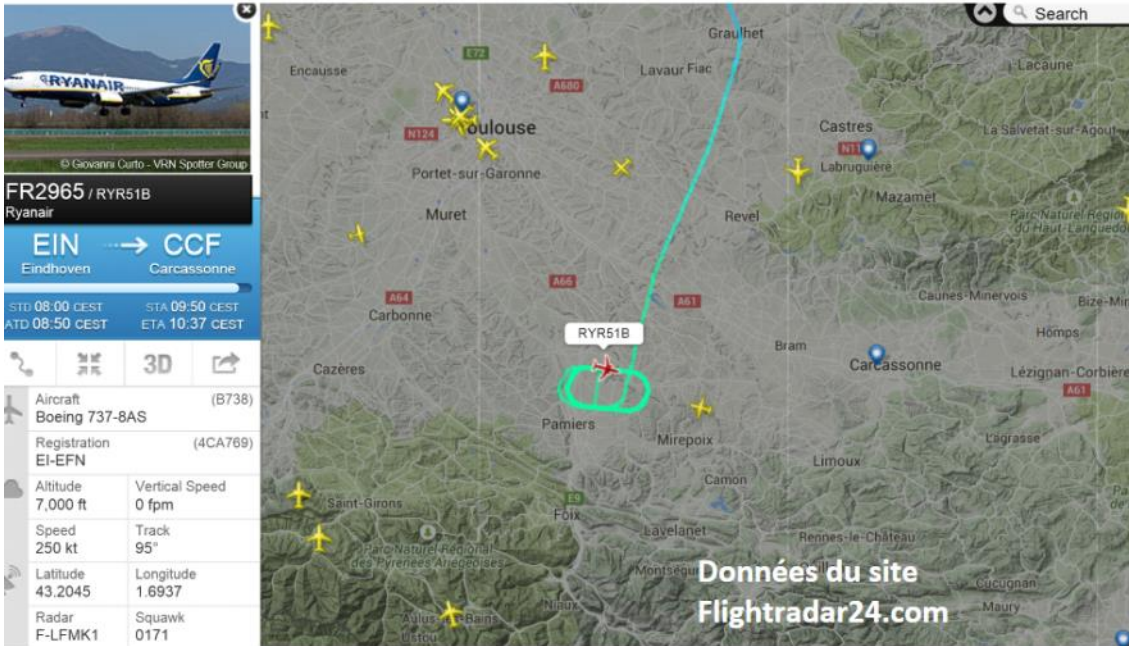 RYANAIR
© Giovanni Curto - VRN Spotter Group
FR2965 / RYR51B
Ryanair
EIN CCF
Eindhoven Carcassonne
STD 08:00 CEST STA 09:50 CEST
ATD 08:50 CEST ETA 10:37 CEST
3D
Aircraft (B738)
Boeing 737-8AS
Registration (4CA769)
EI-EFN
Altitude Vertical Speed
7,000 ft 0 fpm
Speed Track
250 kt 95°
Latitude Longitude
43.2045 1.6937
Radar Squawk
F-LFMK1 0171
Search
Graulhet
E72
Encausse
Lavaur Fiac
Lacaune
A680
N124
Toulouse
Castres
La Salvetat-sur-Agout
N11
Labruguière
Portet-sur-Garonne
Mazamet
Muret
Revel
Parc Naturel Région
du Haut-Languedoc
A66
A64
A61
Caunes-Minervois
Bize-Min
Carbonne
RYR51B
Homps
Bram
Carcassonne
Cazères
Lézignan-Corbière
A61
Pamiers
Mirepoix
Lagrasse
Limoux
Camon
Saint-Girons
E9
Foix
Lavelanet
Rennes-le-Château
Parc Naturel Régional
des Pyrénées Ariégeoises
Montségur
Données du site
Flightradar24.com
Cucugnan
Niaux
Maury
Aulus-les-Bains
Ustou